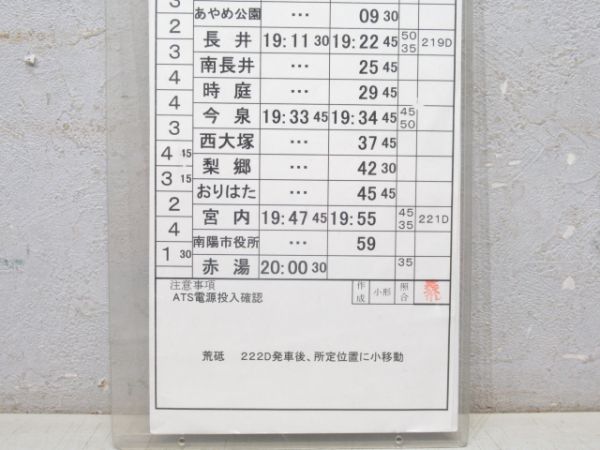 3
あやめ公園 … 09 30
2
長井 19:11 30 19:22 45 50 35 219D
3
南長井 … 25 45
4
時庭 … 29 45
4
今泉 19:33 45 19:34 45 45 50
3
西大塚 … 37 45
4 15
梨郷 … 42 30
3 15
おりはた … 45 45
2
宮内 19:47 45 19:55 45 35 221D
4
南陽市役所 … 59
1 30
赤湯 20:00 30 35
注意事項 作成 小形 照合
ATS電源投入確認
荒砥 222D発車後、所定位置に小移動